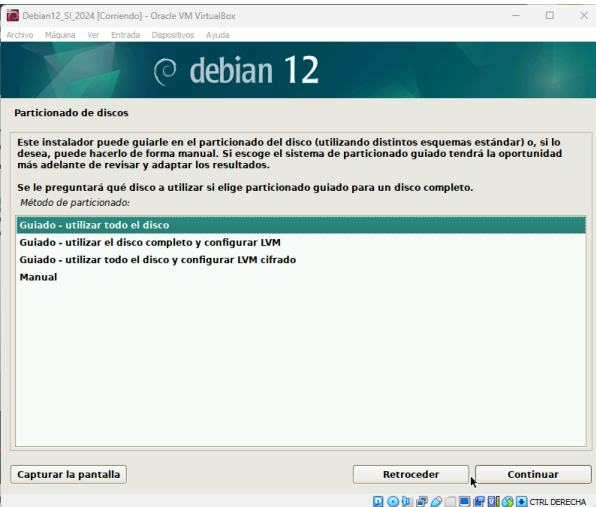 Debian12_SI_2024 [Corriendo] - Oracle VM VirtualBox
Archivo Máquina Ver Entrada Dispositivos Ayuda
debian 12
Particionado de discos
Este instalador puede guiarle en el particionado del disco (utilizando distintos esquemas estándar) o, si lo
desea, puede hacerlo de forma manual. Si escoge el sistema de particionado guiado tendrá la oportunidad
más adelante de revisar y adaptar los resultados.
Se le preguntará qué disco a utilizar si elige particionado guiado para un disco completo.
Método de particionado:
Guiado - utilizar todo el disco
Guiado - utilizar el disco completo y configurar LVM
Guiado - utilizar todo el disco y configurar LVM cifrado
Manual
Capturar la pantalla
Retroceder
Continuar
CTRL DERECHA